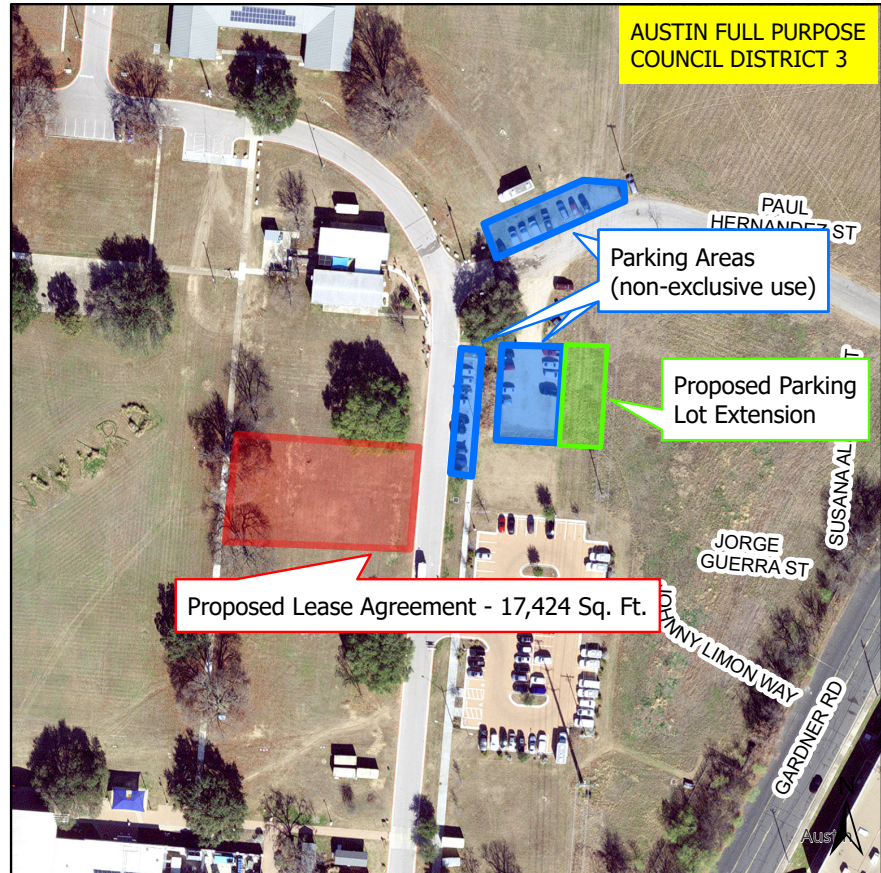 AUSTIN FULL PURPOSE
COUNCIL DISTRICT 3
PAUL
HERNANDEZ ST
Parking Areas
(non-exclusive use)
Proposed Parking
Lot Extension
SUSANA AL
JORGE
GUERRA ST
Proposed Lease Agreement - 17,424 Sq. Ft.
JOHNNY LIMON WAY
GARDNER RD
N
Austin